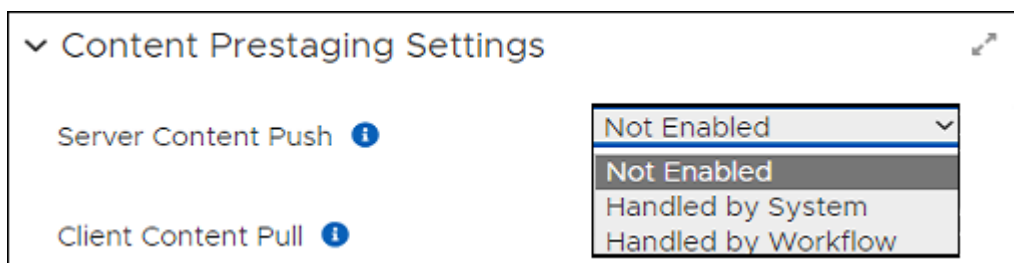 Content Prestaging Settings
Server Content Push
Not Enabled
Not Enabled
Handled by System
Client Content Pull
Handled by Workflow